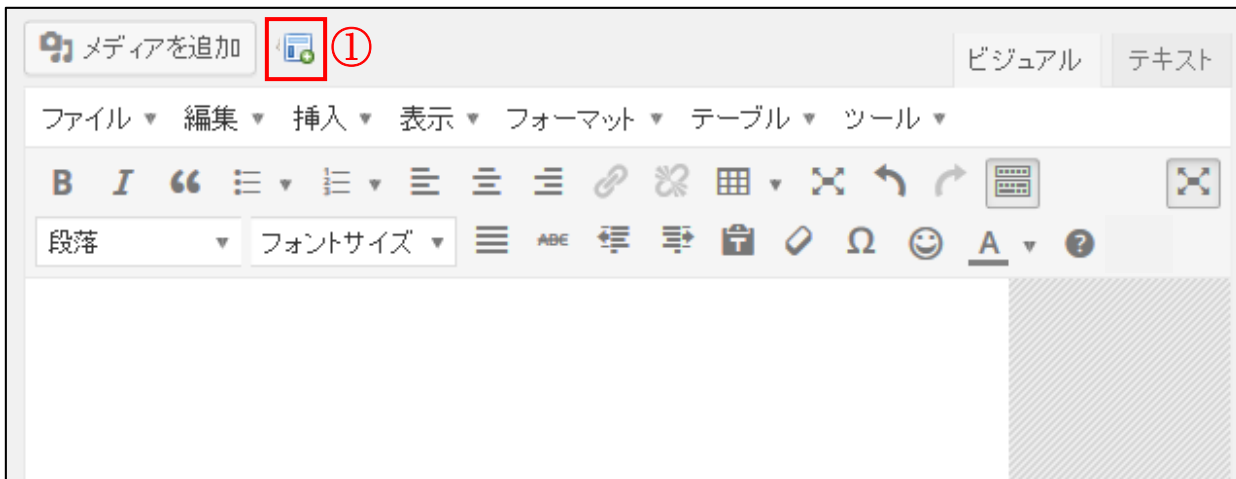 メディアを追加 ①
ビジュアル テキスト
ファイル 編集 挿入 表示 フォーマット テーブル ツール
B I
段落 フォントサイズ ABE T Ω A ?